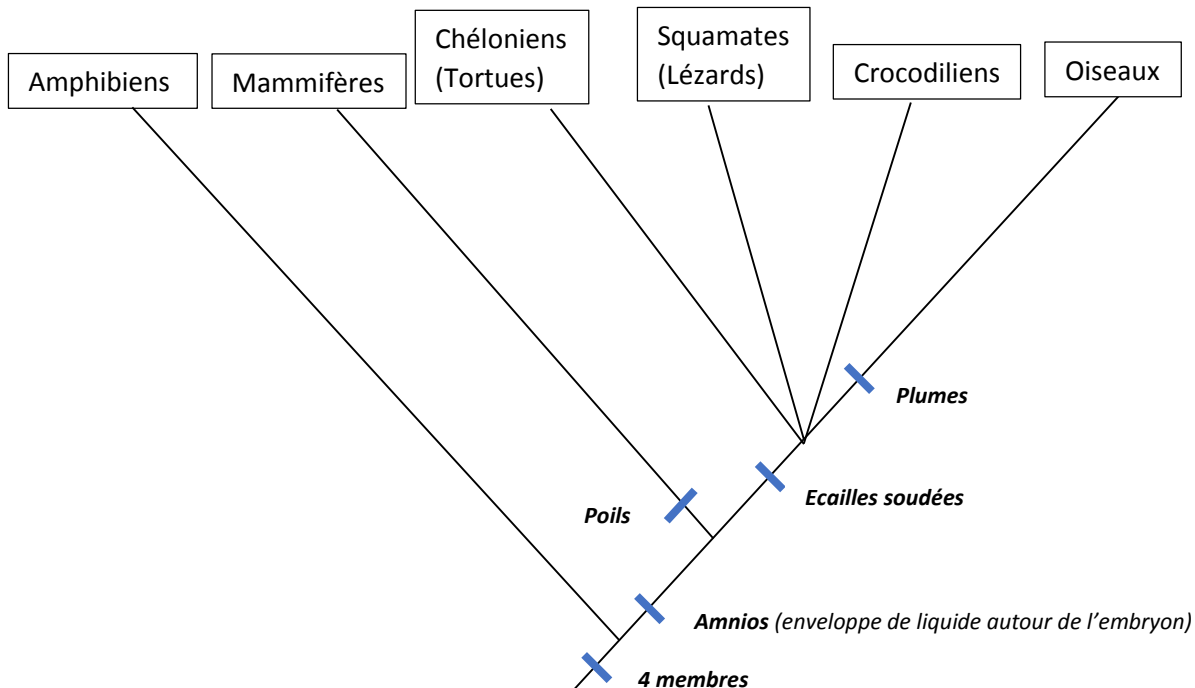 Amphibiens
Mammifères
Chéloniens
(Tortues)
Squamates
(Lézards)
Crocodiliens
Oiseaux
Plumes
Ecailles soudées
Poils
Amnios (enveloppe de liquide autour de l’embryon)
4 membres